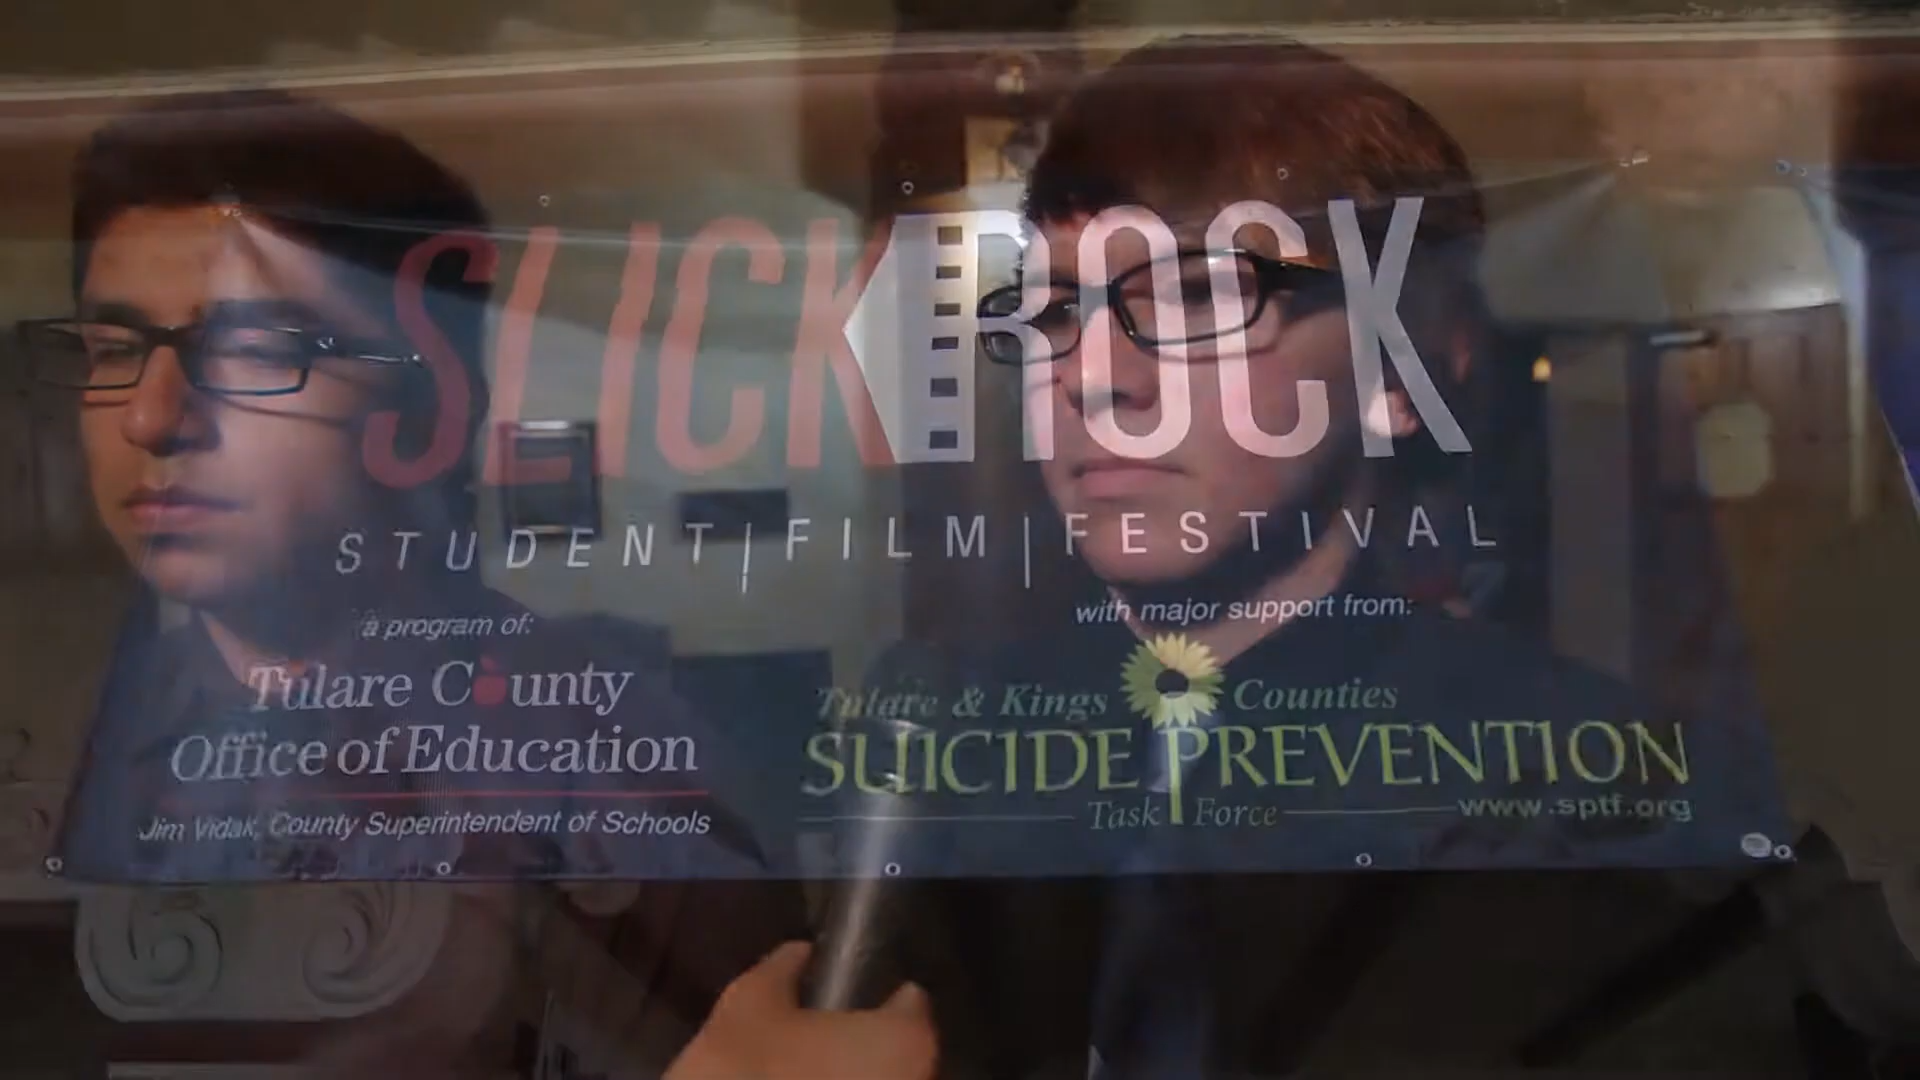 SLICK ROCK
STUDENT | FILM | FESTIVAL
a program of:
Tulare County
Office of Education
Jim Vidak, County Superintendent of Schools
with major support from:
Tulare & Kings Counties
SUICIDE PREVENTION
Task Force
www.sptf.org